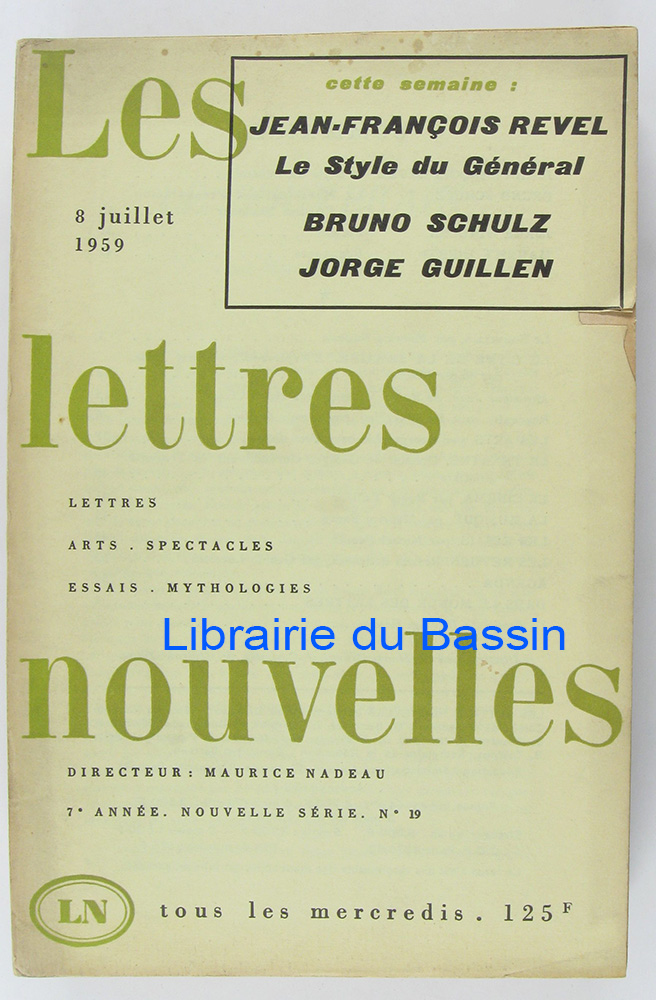 Les
cette semaine :
JEAN-FRANÇOIS REVEL
Le Style du Général
BRUNO SCHULZ
JORGE GUILLEN
8 juillet
1959
lettres
LETTRES
ARTS . SPECTACLES
ESSAIS . MYTHOLOGIES
Librairie du Bassin
nouvelles
DIRECTEUR : MAURICE NADEAU
7e ANNÉE. NOUVELLE SÉRIE. N° 19
LN tous les mercredis . 125 F